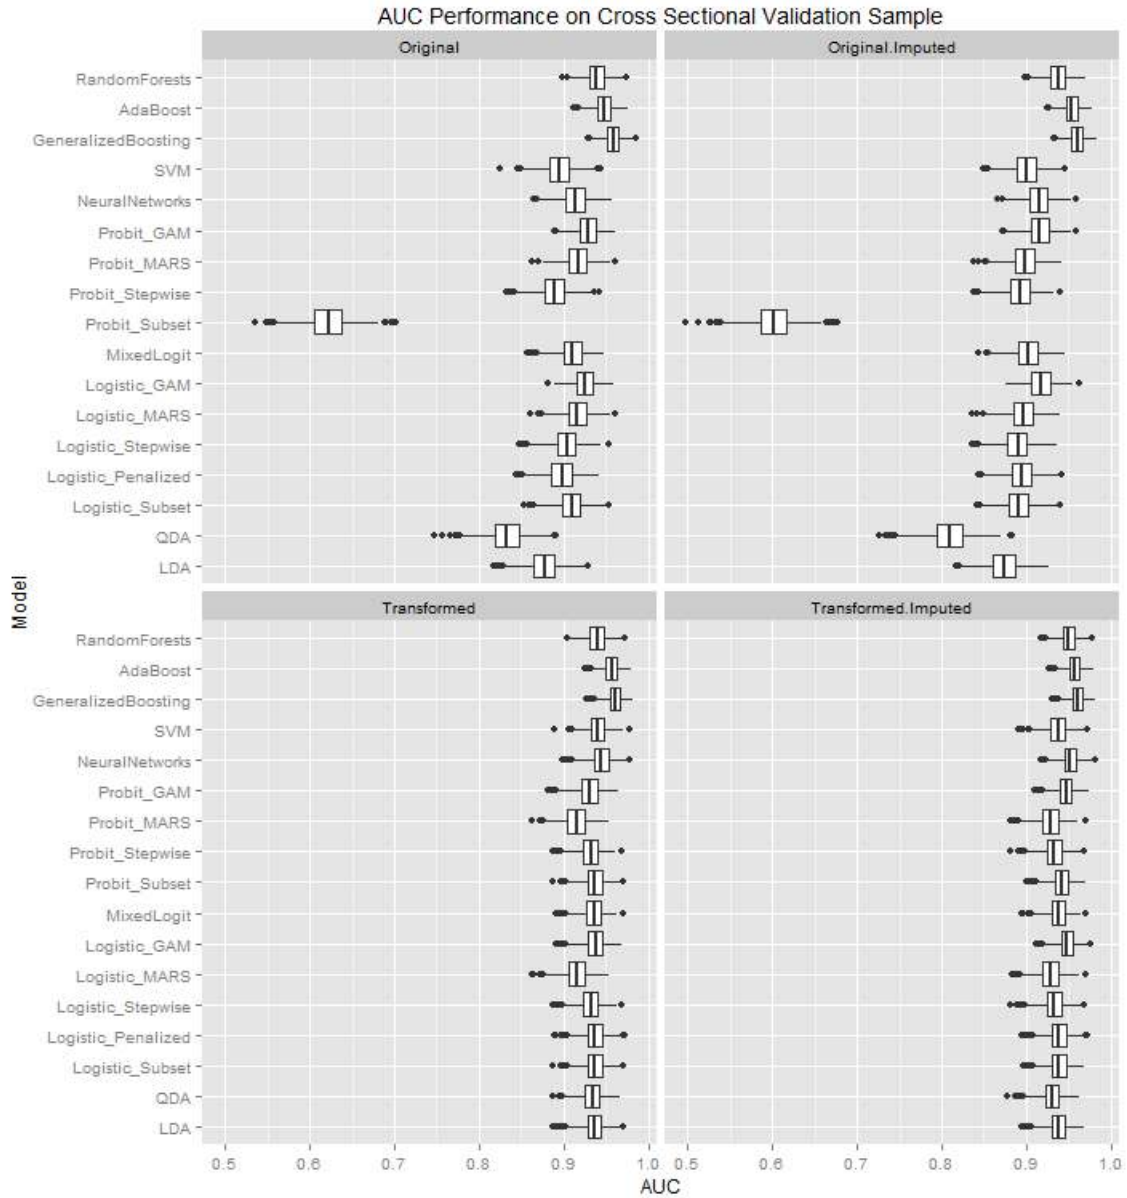 AUC Performance on Cross Sectional Validation Sample
Original
Original.Imputed
RandomForests
AdaBoost
GeneralizedBoosting
SVM
NeuralNetworks
Probit_GAM
Probit_MARS
Probit_Stepwise
Probit_Subset
MixedLogit
Logistic_GAM
Logistic_MARS
Logistic_Stepwise
Logistic_Penalized
Logistic_Subset
QDA
LDA
Model
Transformed
Transformed.Imputed
RandomForests
AdaBoost
GeneralizedBoosting
SVM
NeuralNetworks
Probit_GAM
Probit_MARS
Probit_Stepwise
Probit_Subset
MixedLogit
Logistic_GAM
Logistic_MARS
Logistic_Stepwise
Logistic_Penalized
Logistic_Subset
QDA
LDA
0.5 0.6 0.7 0.8 0.9 1.0 0.5 0.6 0.7 0.8 0.9 1.0
AUC